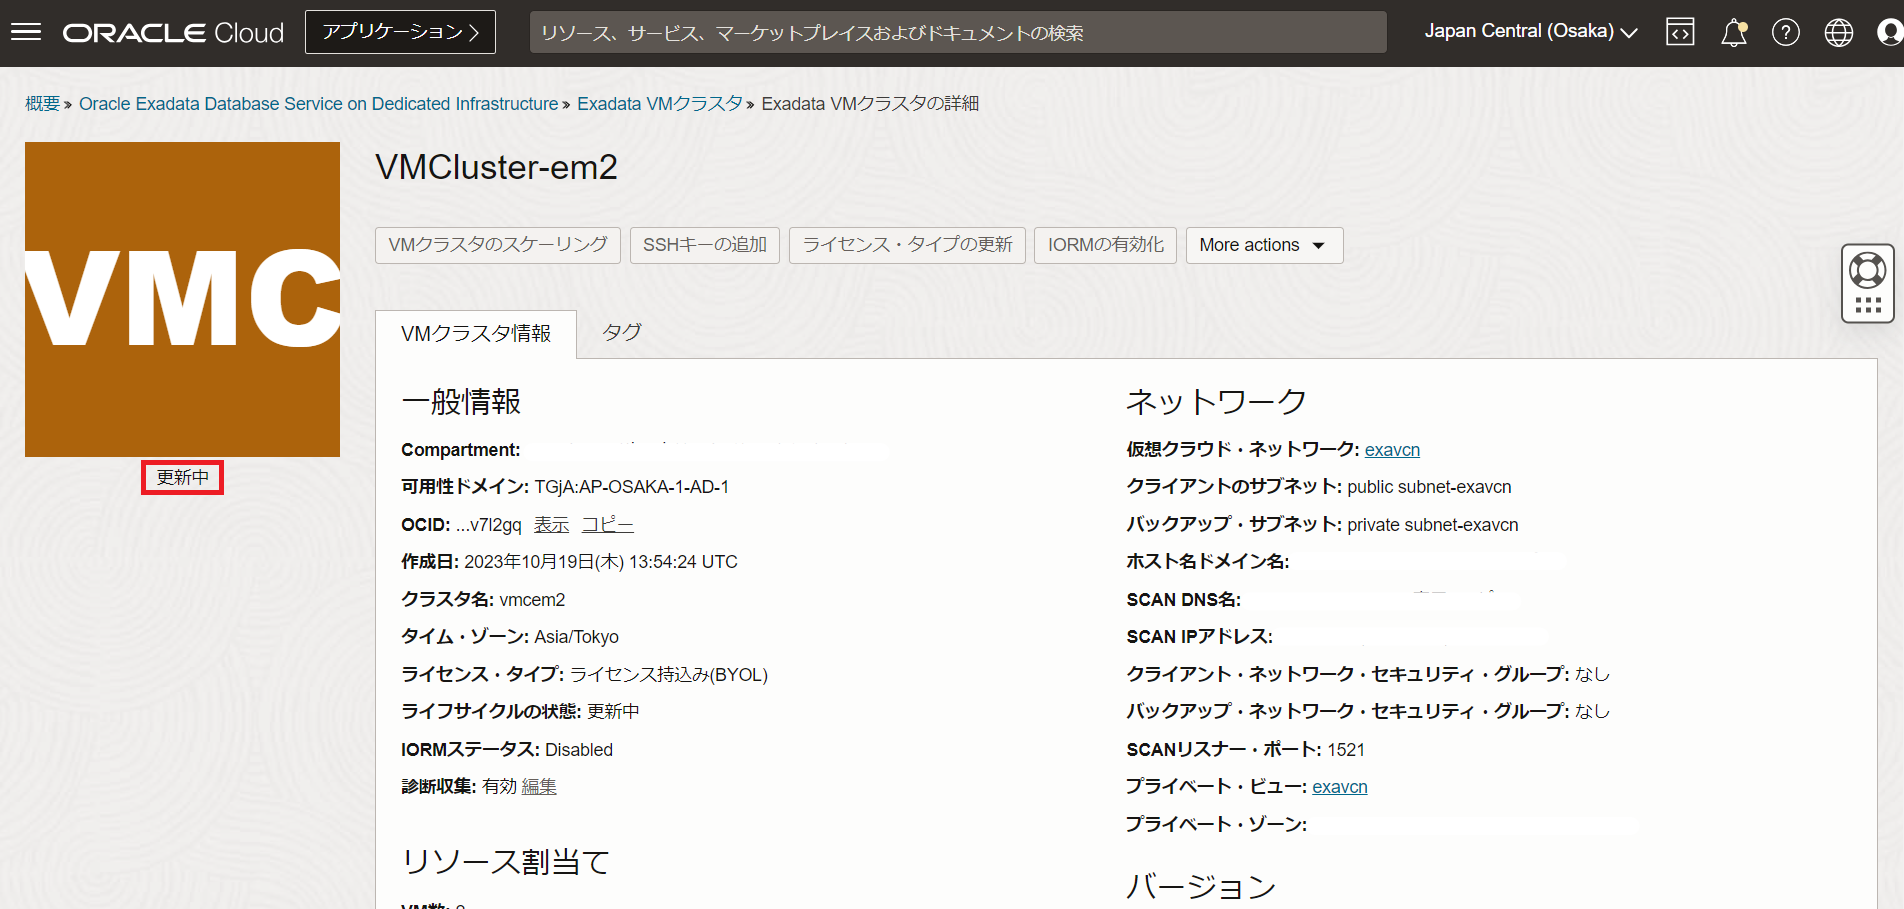 ORACLE Cloud
アプリケーション
リソース、サービス、マーケットプレイスおよびドキュメントの検索
Japan Central (Osaka)
概要 » Oracle Exadata Database Service on Dedicated Infrastructure » Exadata VMクラスタ » Exadata VMクラスタの詳細
VMC
更新中
VMCluster-em2
VMクラスタのスケーリング
SSHキーの追加
ライセンス・タイプの更新
IORMの有効化
More actions
VMクラスタ情報
タグ
一般情報
Compartment:
可用性ドメイン: TGjA:AP-OSAKA-1-AD-1
OCID: ...v7l2gq 表示 コピー
作成日: 2023年10月19日(木) 13:54:24 UTC
クラスタ名: vmcem2
タイム・ゾーン: Asia/Tokyo
ライセンス・タイプ: ライセンス持込み(BYOL)
ライフサイクルの状態: 更新中
IORMステータス: Disabled
診断収集: 有効 編集
リソース割当て
ネットワーク
仮想クラウド・ネットワーク: exavcn
クライアントのサブネット: public subnet-exavcn
バックアップ・サブネット: private subnet-exavcn
ホスト名ドメイン名:
SCAN DNS名:
SCAN IPアドレス:
クライアント・ネットワーク・セキュリティ・グループ: なし
バックアップ・ネットワーク・セキュリティ・グループ: なし
SCANリスナー・ポート: 1521
プライベート・ビュー: exavcn
プライベート・ゾーン:
バージョン